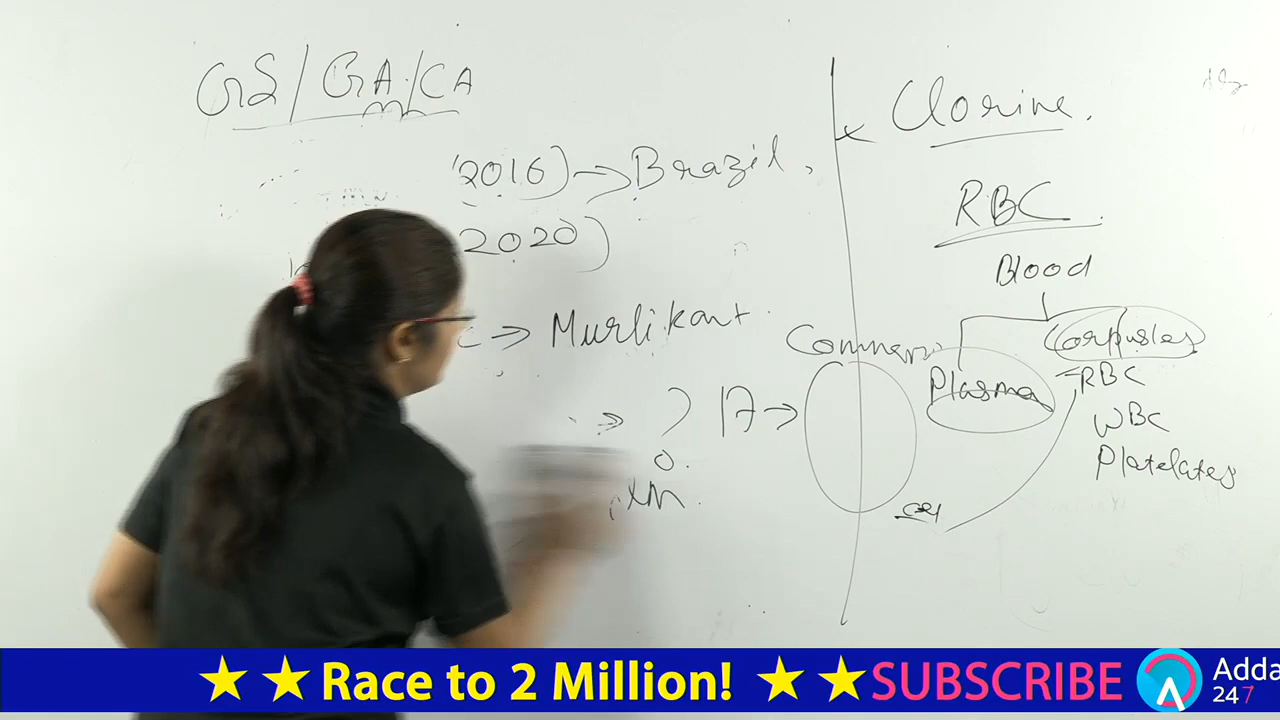 GS/GA/CA
2016) → Brazil,
2020)
c → Murlikant.
→ ) 17 →
0.
Clorine.
RBC
Blood
Corpusles
Plasma
RBC
WBC
Platelates
Race to 2 Million!
SUBSCRIBE
Adda
247